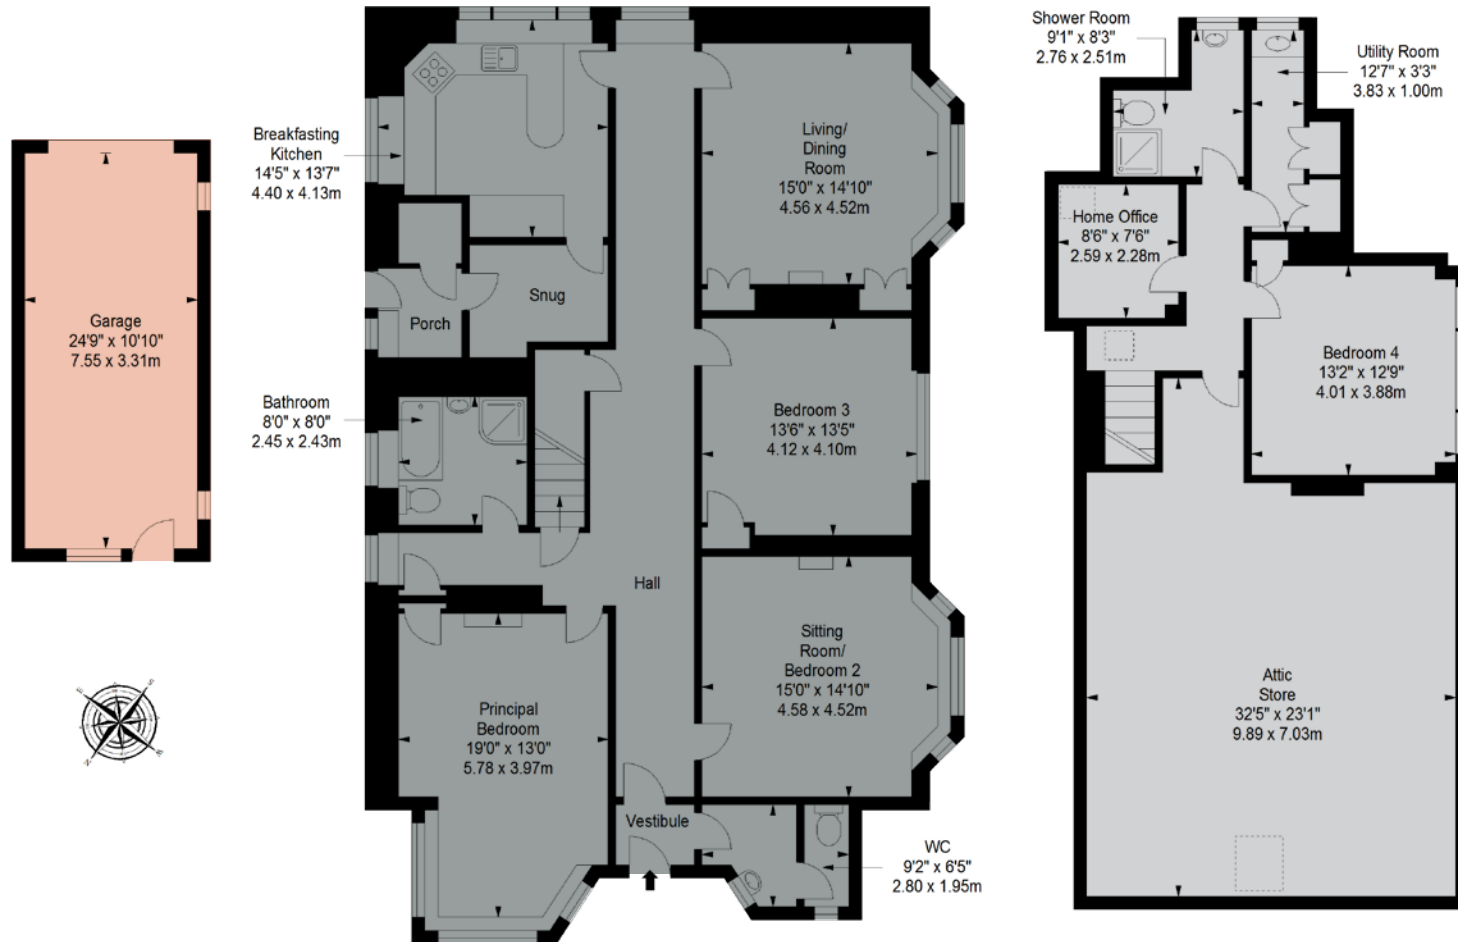 Garage
24'9" x 10'10"
7.55 x 3.31m
Breakfasting
Kitchen
14'5" x 13'7"
4.40 x 4.13m
Living/
Dining
Room
15'0" x 14'10"
4.56 x 4.52m
Snug
Porch
Bathroom
8'0" x 8'0"
2.45 x 2.43m
Bedroom 3
13'6" x 13'5"
4.12 x 4.10m
Hall
Sitting
Room/
Bedroom 2
15'0" x 14'10"
4.58 x 4.52m
Principal
Bedroom
19'0" x 13'0"
5.78 x 3.97m
Vestibule
WC
9'2" x 6'5"
2.80 x 1.95m
Shower Room
9'1" x 8'3"
2.76 x 2.51m
Utility Room
12'7" x 3'3"
3.83 x 1.00m
Home Office
8'6" x 7'6"
2.59 x 2.28m
Bedroom 4
13'2" x 12'9"
4.01 x 3.88m
Attic
Store
32'5" x 23'1"
9.89 x 7.03m
S
N